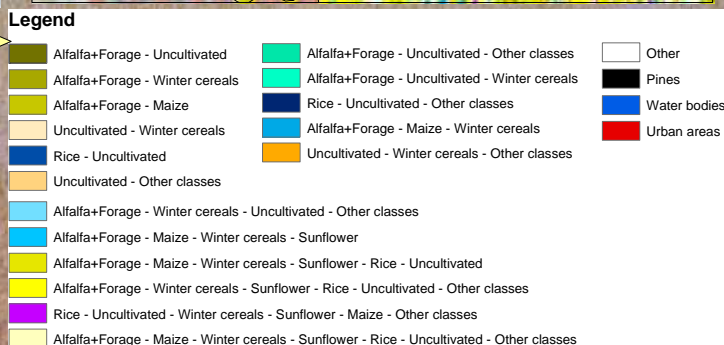 Legend
Alfalfa+Forage - Uncultivated
Alfalfa+Forage - Winter cereals
Alfalfa+Forage - Maize
Uncultivated - Winter cereals
Rice - Uncultivated
Uncultivated - Other classes
Alfalfa+Forage - Uncultivated - Other classes
Alfalfa+Forage - Uncultivated - Winter cereals
Rice - Uncultivated - Other classes
Alfalfa+Forage - Maize - Winter cereals
Uncultivated - Winter cereals - Other classes
Other
Pines
Water bodies
Urban areas
Alfalfa+Forage - Winter cereals - Uncultivated - Other classes
Alfalfa+Forage - Maize - Winter cereals - Sunflower
Alfalfa+Forage - Maize - Winter cereals - Sunflower - Rice - Uncultivated
Alfalfa+Forage - Winter cereals - Sunflower - Rice - Uncultivated - Other classes
Rice - Uncultivated - Winter cereals - Sunflower - Maize - Other classes
Alfalfa+Forage - Maize - Winter cereals - Sunflower - Rice - Uncultivated - Other classes